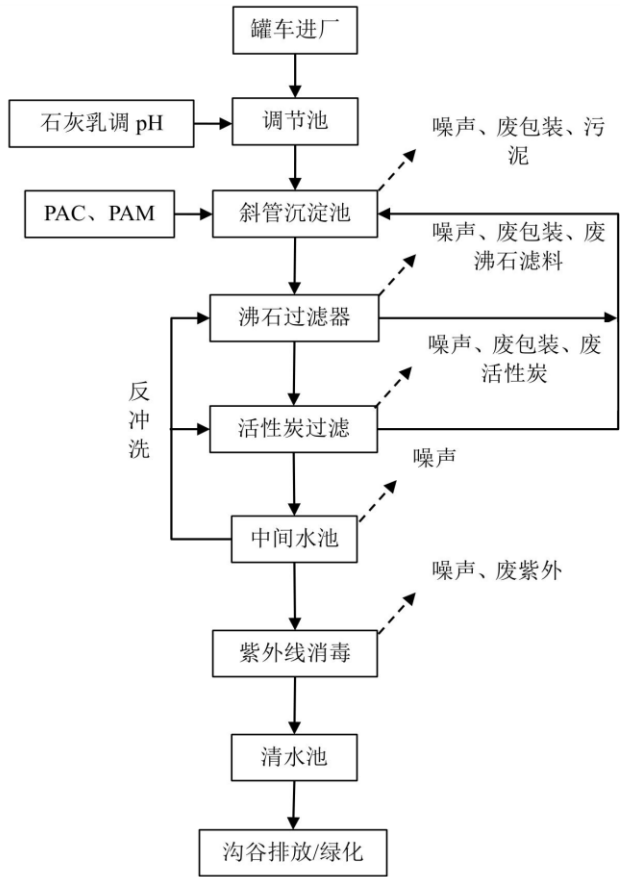 罐车进厂
石灰乳调 pH
调节池
噪声、废包装、污
泥
PAC、PAM
斜管沉淀池
噪声、废包装、废
沸石滤料
沸石过滤器
噪声、废包装、废
活性炭
反
冲
洗
活性炭过滤
噪声
中间水池
噪声、废紫外
紫外线消毒
清水池
沟谷排放/绿化